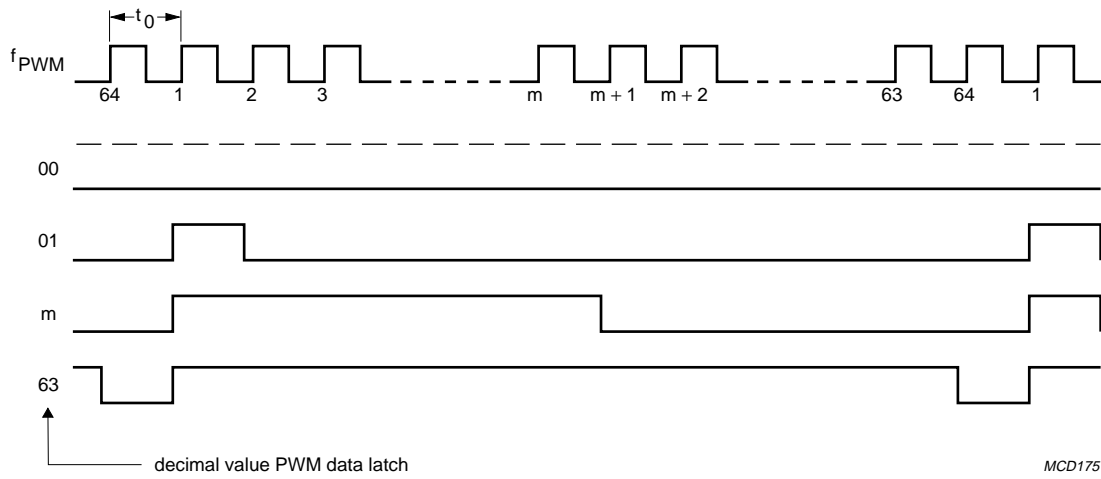 t0
fPWM
64 1 2 3 m m + 1 m + 2 63 64 1
00
01
m
63
decimal value PWM data latch
MCD175